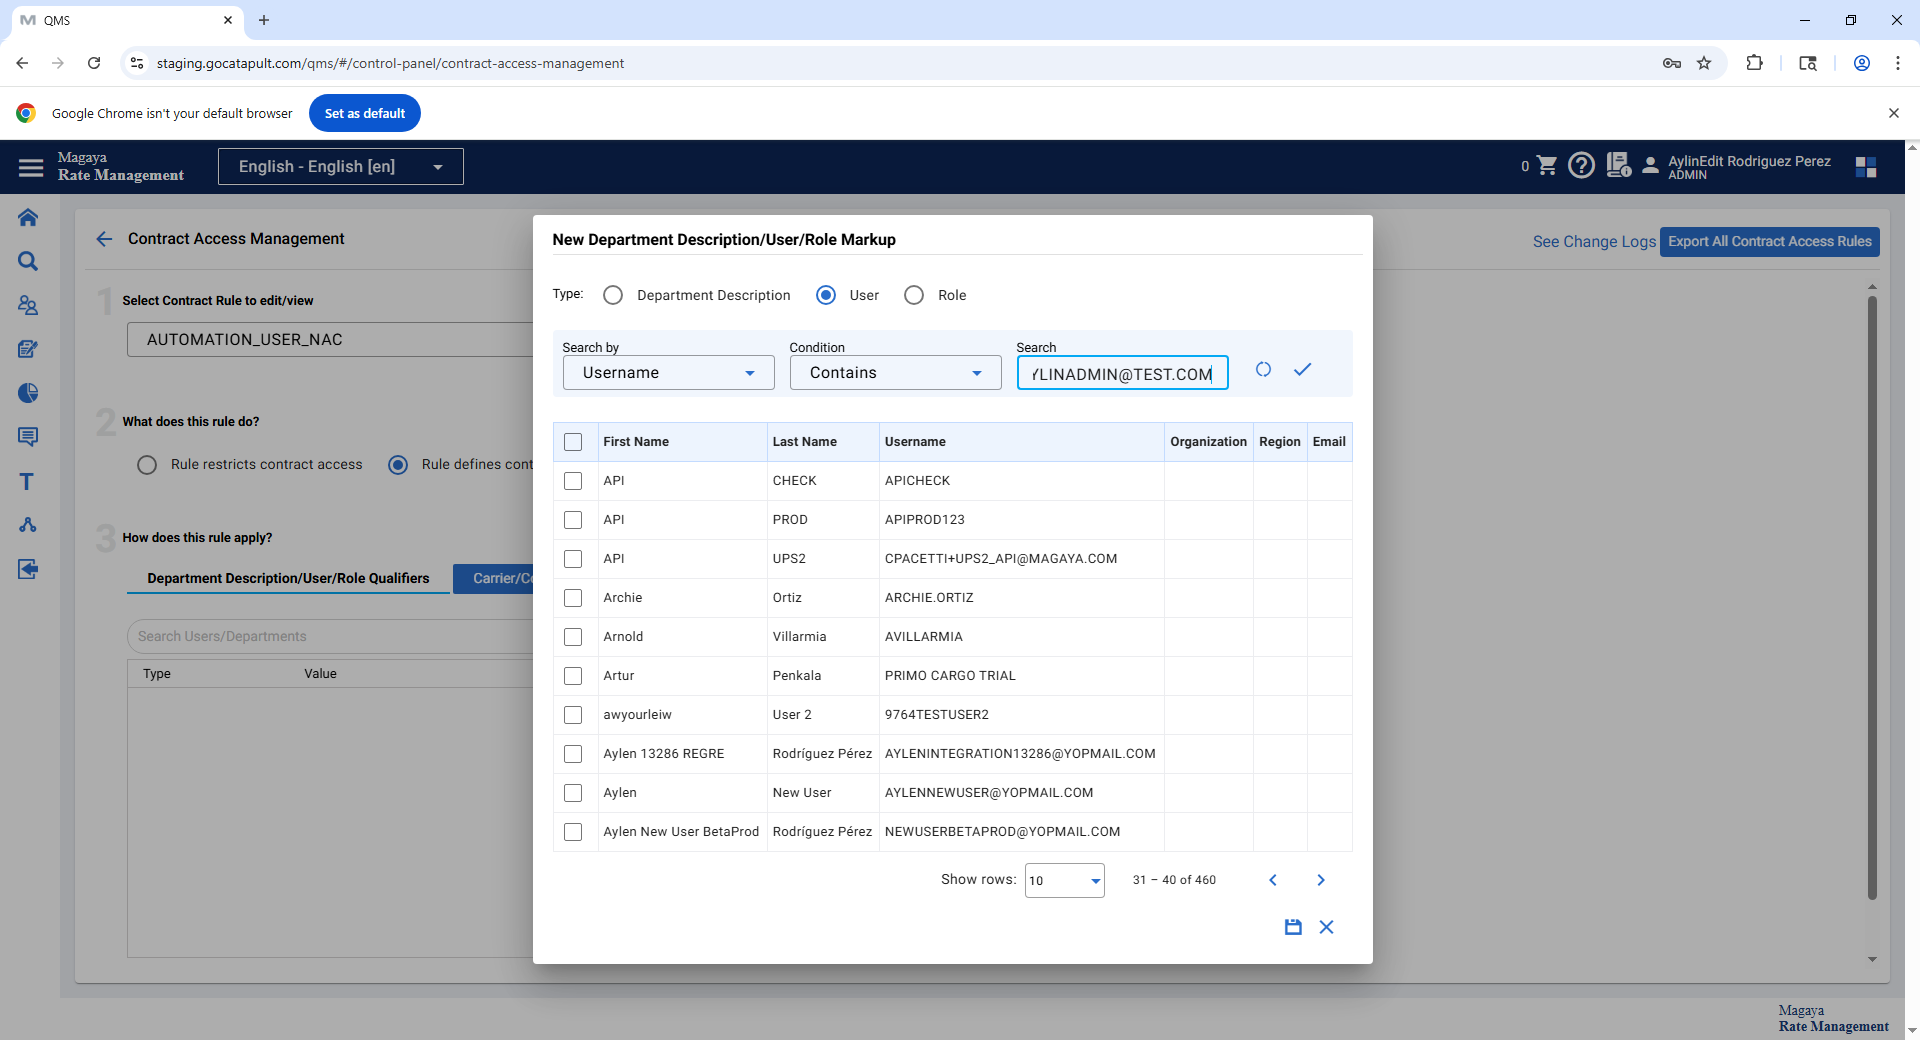 QMS
staging.gocatapult.com/qms/#/control-panel/contract-access-management
Google Chrome isn't your default browser
Set as default
Magaya
Rate Management
English - English [en]
0
AylinEdit Rodriguez Perez
ADMIN
Contract Access Management
See Change Logs
Export All Contract Access Rules
1
Select Contract Rule to edit/view
AUTOMATION_USER_NAC
2
What does this rule do?
Rule restricts contract access
Rule defines cont
3
How does this rule apply?
Department Description/User/Role Qualifiers
Carrier/Co
Search Users/Departments
Type Value
New Department Description/User/Role Markup
Type: Department Description User Role
Search by Condition Search
Username Contains YLINADMIN@TEST.COM
First Name Last Name Username Organization Region Email
API CHECK APICHECK
API PROD APIPROD123
API UPS2 CPACETTI+UPS2_API@MAGAYA.COM
Archie Ortiz ARCHIE.ORTIZ
Arnold Villarmia AVILLARMIA
Artur Penkala PRIMO CARGO TRIAL
awyourleiw User 2 9764TESTUSER2
Aylen 13286 REGRE Rodríguez Pérez AYLENINTEGRATION13286@YOPMAIL.COM
Aylen New User AYLENNEWUSER@YOPMAIL.COM
Aylen New User BetaProd Rodríguez Pérez NEWUSERBETAPROD@YOPMAIL.COM
Show rows: 10 31 – 40 of 460
Magaya
Rate Management